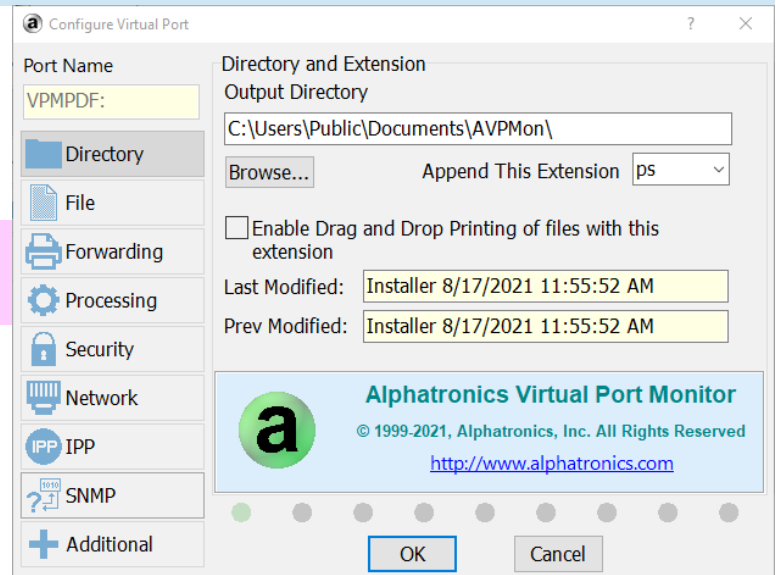 Configure Virtual Port
Port Name
VPMPDF:
Directory
File
Forwarding
Processing
Security
Network
IPP
IPP
1010
?
SNMP
Additional
Directory and Extension
Output Directory
C:\Users\Public\Documents\AVPMon\
Browse...
Append This Extension
ps
Enable Drag and Drop Printing of files with this
extension
Last Modified:
Installer 8/17/2021 11:55:52 AM
Prev Modified:
Installer 8/17/2021 11:55:52 AM
a
Alphatronics Virtual Port Monitor
© 1999-2021, Alphatronics, Inc. All Rights Reserved
http://www.alphatronics.com
OK
Cancel